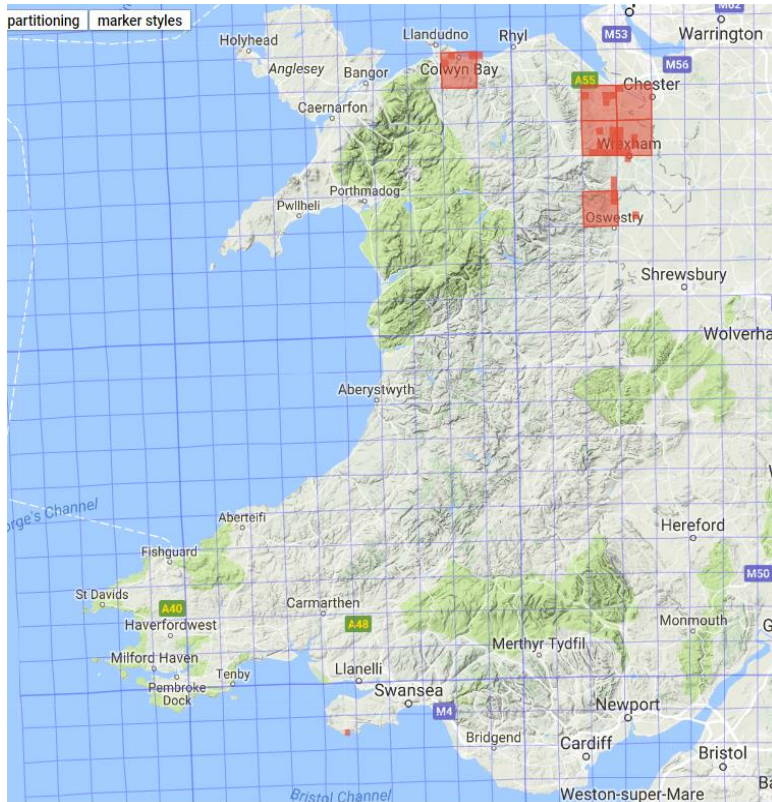 partitioning
marker styles
M62
Llandudno
Rhyl
M53
Warrington
Holyhead
Anglesey
Bangor
Colwyn Bay
A55
M56
Chester
Caernarfon
Wrexham
Porthmadog
Pwllheli
Oswestry
Shrewsbury
Wolverha
Aberystwyth
orge's Channel
Aberteifi
Hereford
Fishguard
M50
St Davids
A40
Carmarthen
A48
Monmouth
G
Haverfordwest
Merthyr Tydfil
Milford Haven
Llanelli
Tenby
Pembroke
Dock
Swansea
M4
Newport
Bridgend
Cardiff
Bristol
Ba
Bristol Channel
Weston-super-Mare